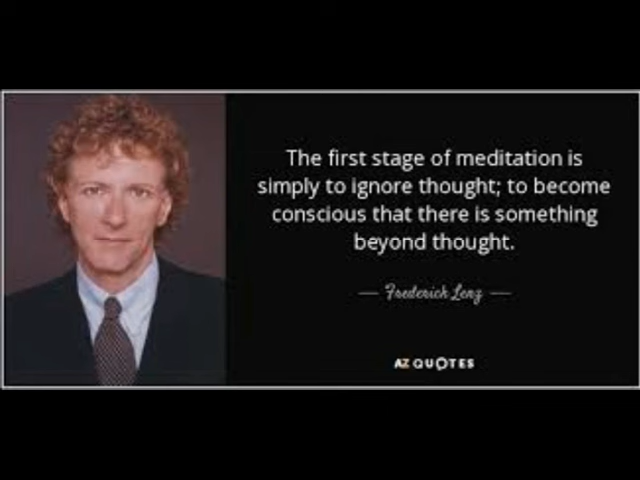 The first stage of meditation is
simply to ignore thought; to become
conscious that there is something
beyond thought.
— Frederick Lenz —
AZ QUOTES